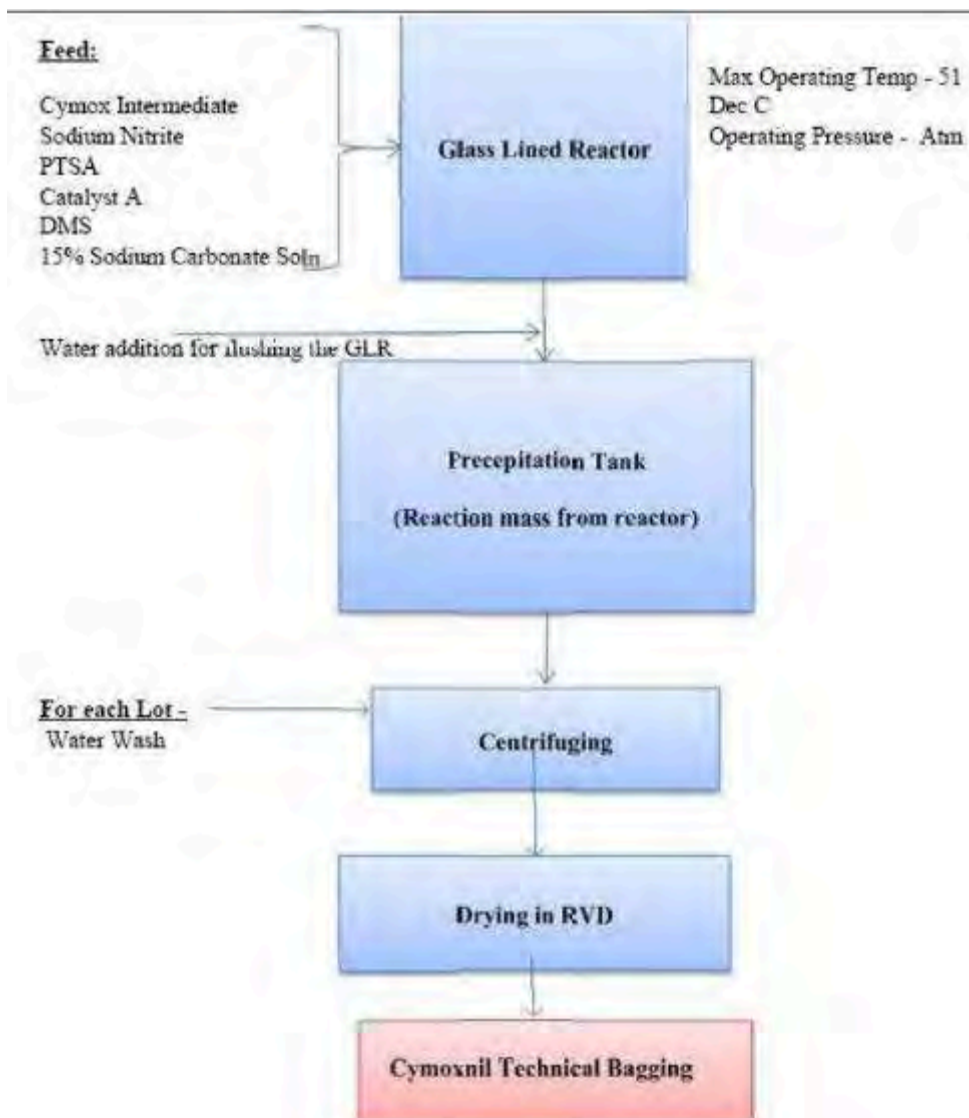 Feed:
Cymox Intermediate
Sodium Nitrite
PTSA
Catalyst A
DMS
15% Sodium Carbonate Soln
Glass Lined Reactor
Max Operating Temp - 51
Dec C
Operating Pressure - Atm
Water addition for flushing the GLR
Precepitation Tank
(Reaction mass from reactor)
For each Lot -
Water Wash
Centrifuging
Drying in RVD
Cymoxnil Technical Bagging